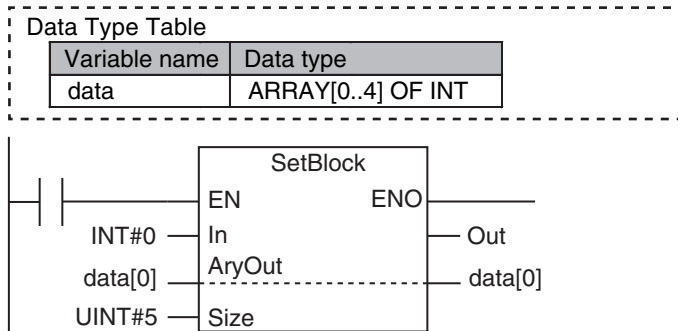 Data Type Table
Variable name Data type
data ARRAY[0..4] OF INT
SetBlock
EN ENO
INT#0 In Out
data[0] AryOut data[0]
UINT#5 Size